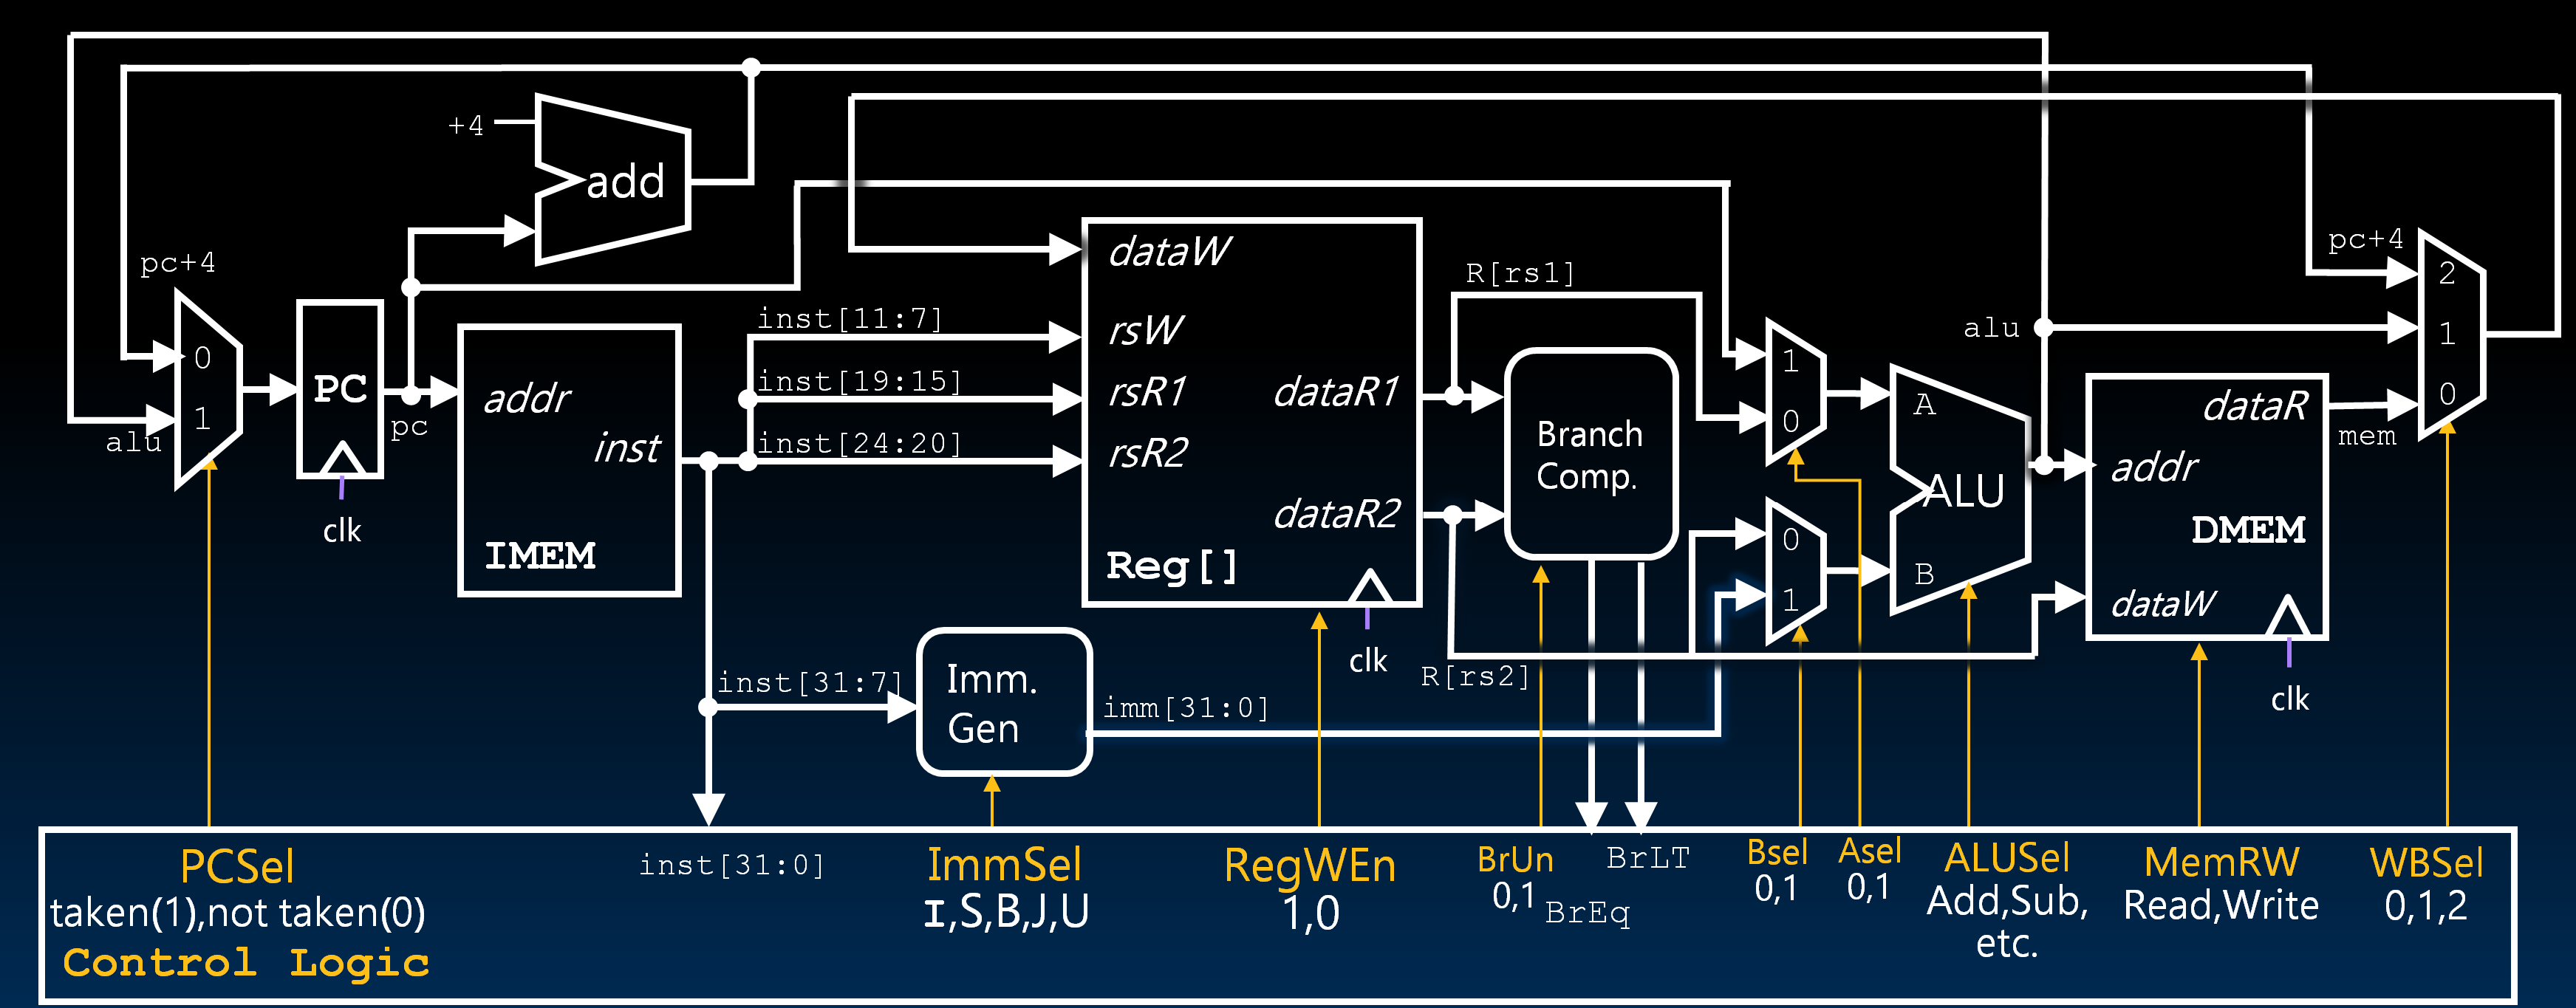 +4
add
pc+4
0
1
alu
PC
clk
pc
addr
inst
IMEM
inst[11:7]
inst[19:15]
inst[24:20]
inst[31:7]
Imm.
Gen
imm[31:0]
dataW
rsW
rsR1
rsR2
dataR1
dataR2
Reg[]
clk
R[rs1]
R[rs2]
Branch
Comp.
1
0
0
1
A
B
ALU
alu
addr
dataR
DMEM
dataW
clk
mem
pc+4
2
1
0
PCSel
taken(1),not taken(0)
Control Logic
inst[31:0]
ImmSel
I,S,B,J,U
RegWEn
1,0
BrUn
0,1
BrEq
BrLT
Bsel
0,1
Asel
0,1
ALUSel
Add,Sub,
etc.
MemRW
Read,Write
WBSel
0,1,2